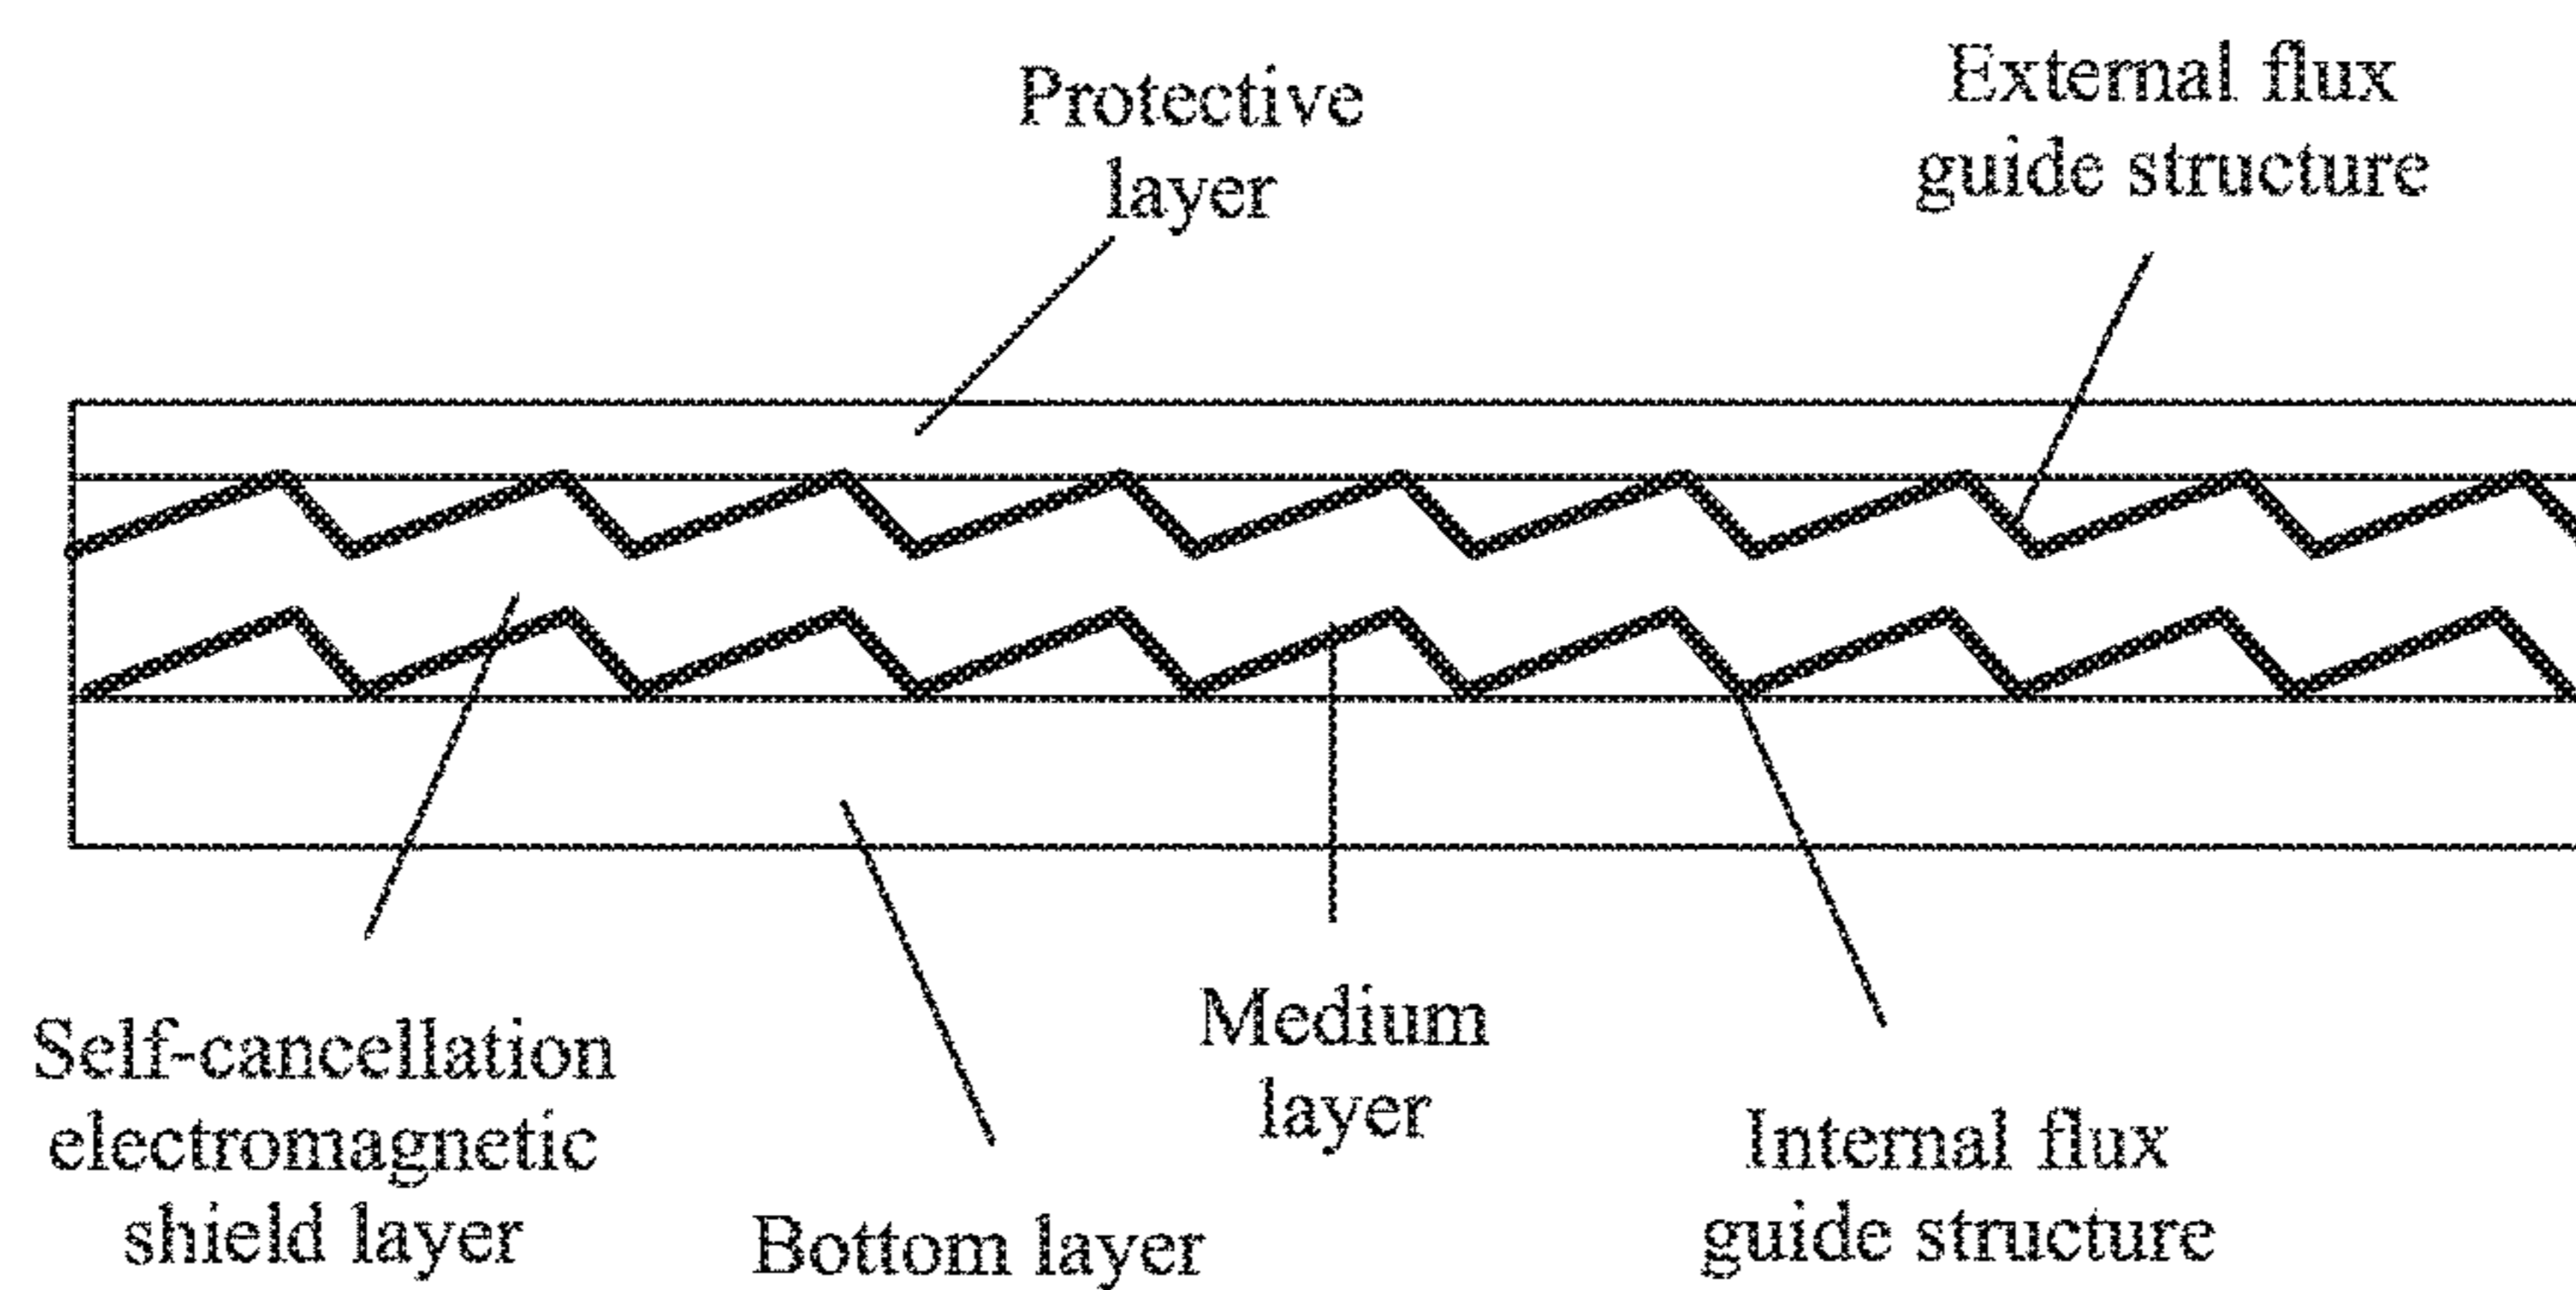 Protective
layer
External flux
guide structure
Self-cancellation
electromagnetic
shield layer
Bottom layer
Medium
layer
Internal flux
guide structure